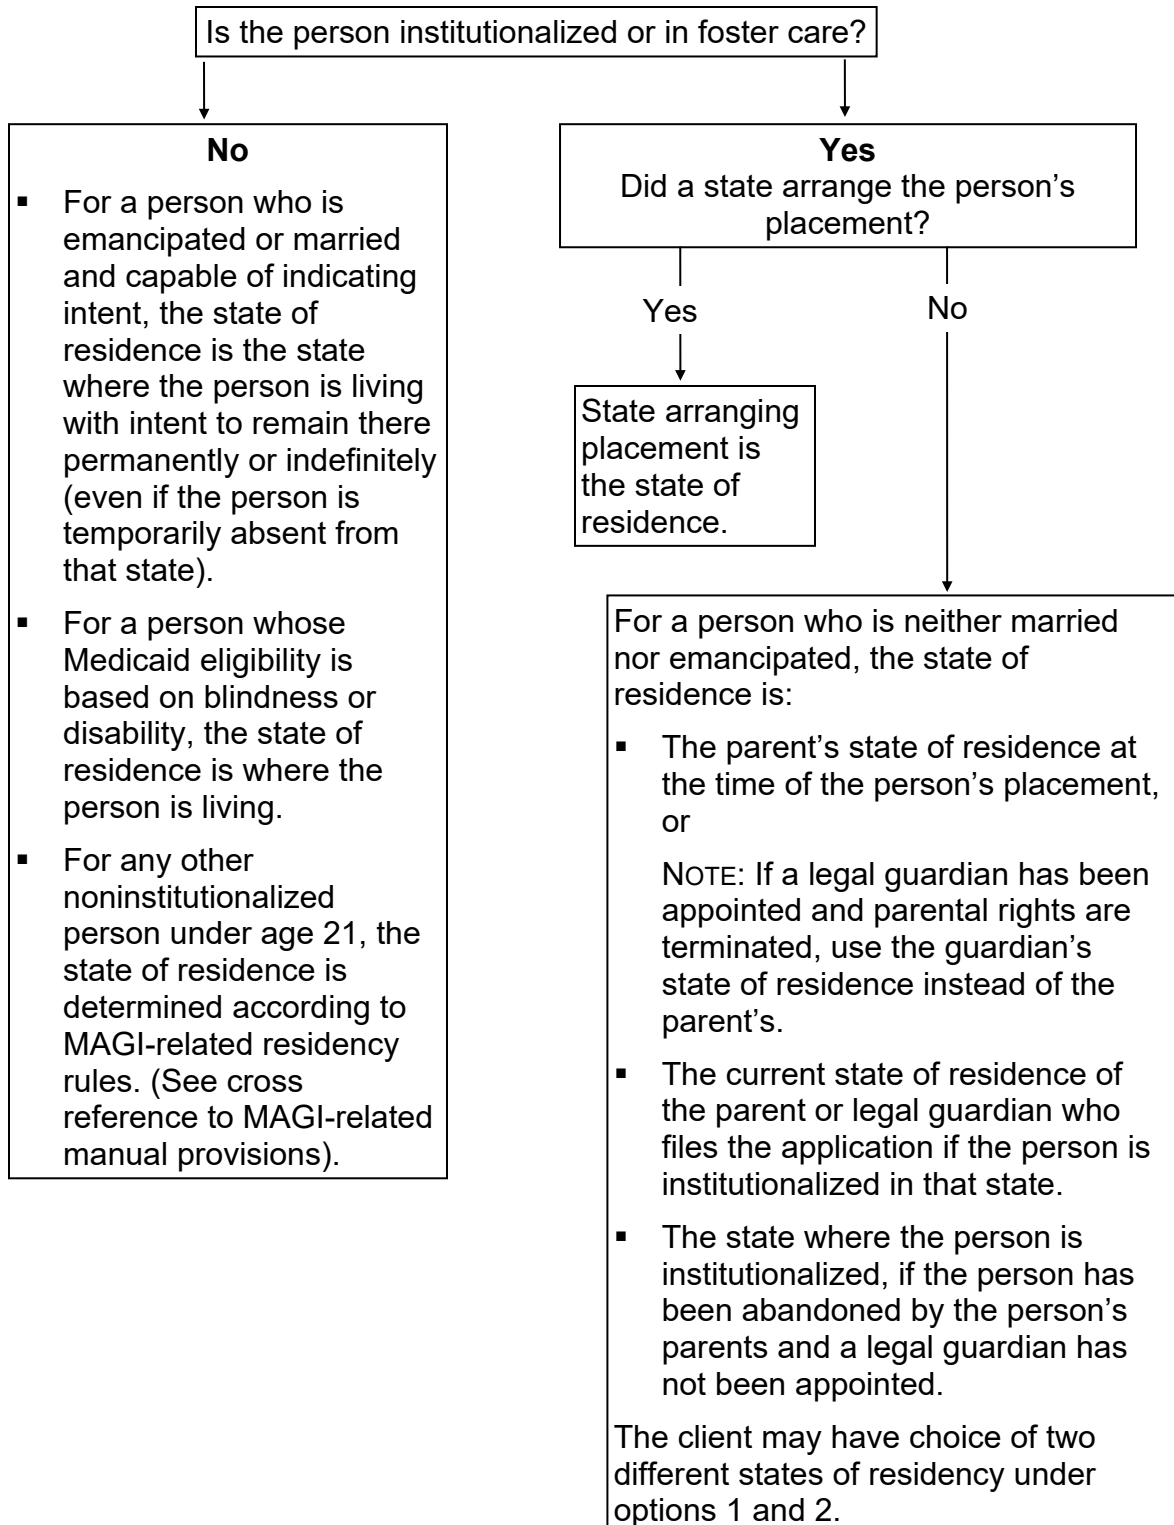 Is the person institutionalized or in foster care?
No
▪ For a person who is
emancipated or married
and capable of indicating
intent, the state of
residence is the state
where the person is living
with intent to remain there
permanently or indefinitely
(even if the person is
temporarily absent from
that state).
▪ For a person whose
Medicaid eligibility is
based on blindness or
disability, the state of
residence is where the
person is living.
▪ For any other
noninstitutionalized
person under age 21, the
state of residence is
determined according to
MAGI-related residency
rules. (See cross
reference to MAGI-related
manual provisions).
Yes
Did a state arrange the person’s
placement?
Yes
No
State arranging
placement is
the state of
residence.
For a person who is neither married
nor emancipated, the state of
residence is:
▪ The parent’s state of residence at
the time of the person’s placement,
or
NOTE: If a legal guardian has been
appointed and parental rights are
terminated, use the guardian’s
state of residence instead of the
parent’s.
▪ The current state of residence of
the parent or legal guardian who
files the application if the person is
institutionalized in that state.
▪ The state where the person is
institutionalized, if the person has
been abandoned by the person’s
parents and a legal guardian has
not been appointed.
The client may have choice of two
different states of residency under
options 1 and 2.